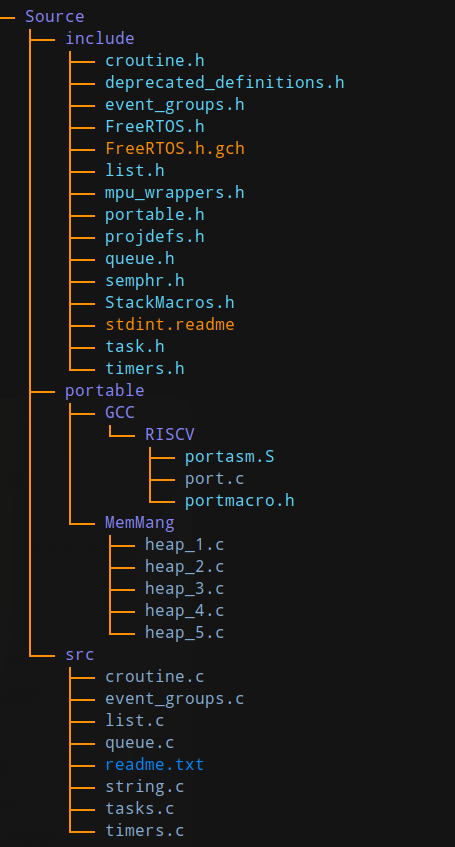 Source
include
croutine.h
deprecated_definitions.h
event_groups.h
FreeRTOS.h
FreeRTOS.h.gch
list.h
mpu_wrappers.h
portable.h
projdefs.h
queue.h
semphr.h
StackMacros.h
stdint.readme
task.h
timers.h
portable
GCC
RISCV
portasm.S
port.c
portmacro.h
MemMang
heap_1.c
heap_2.c
heap_3.c
heap_4.c
heap_5.c
src
croutine.c
event_groups.c
list.c
queue.c
readme.txt
string.c
tasks.c
timers.c